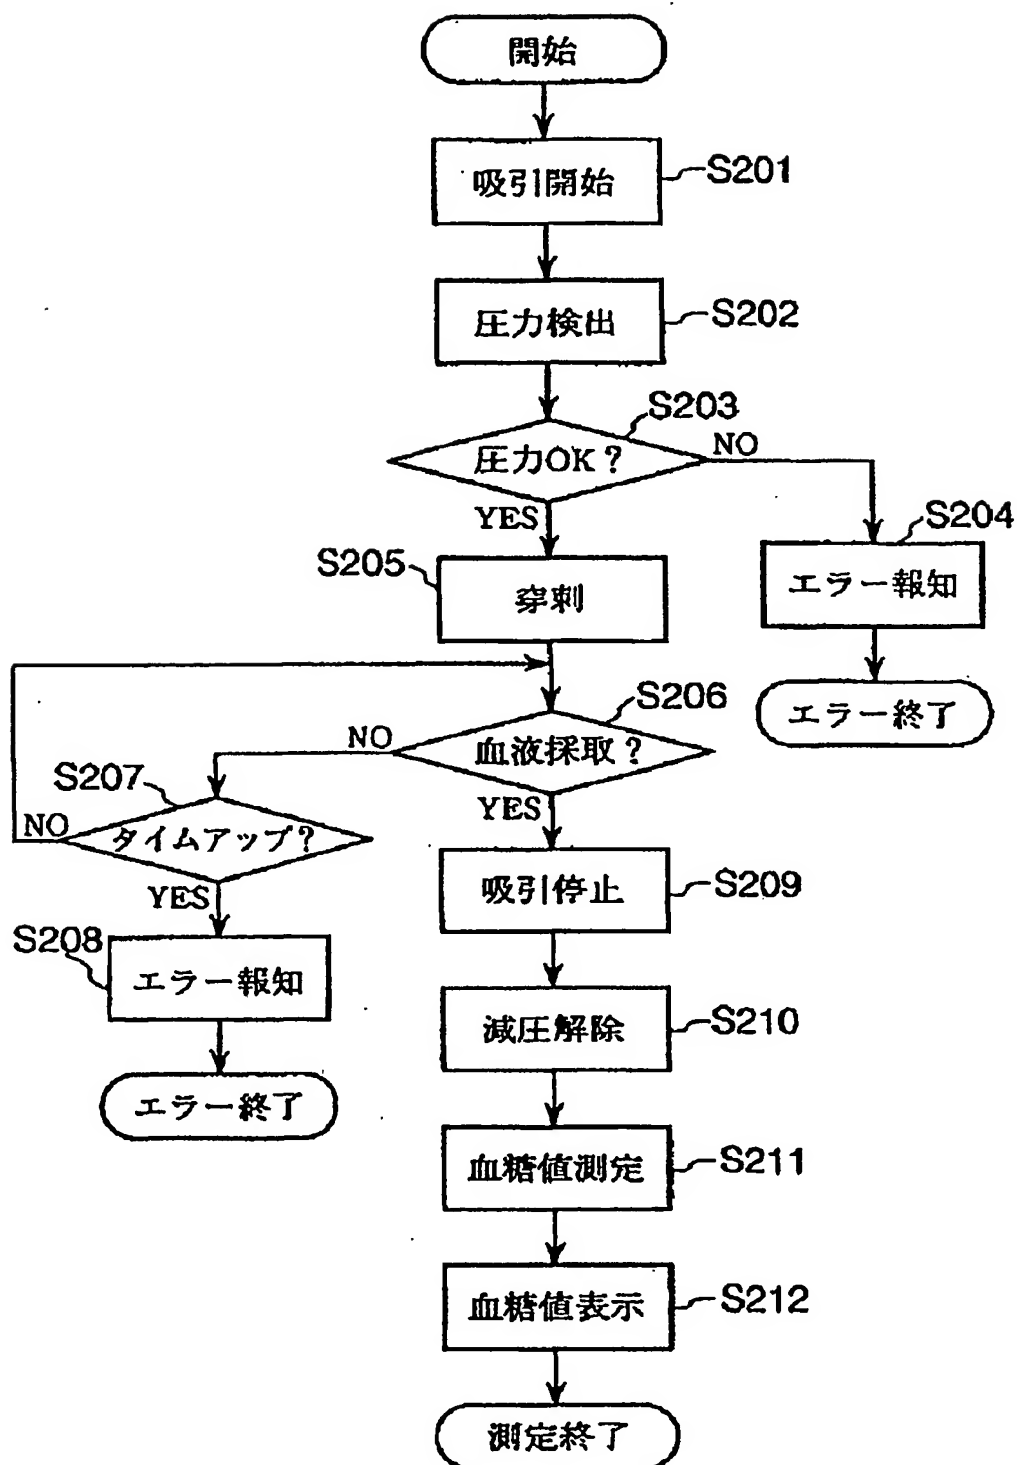 開始
吸引開始
S201
圧力検出
S202
S203
圧力OK?
NO
YES
S204
エラー報知
エラー終了
S205
穿刺
S206
血液採取?
NO
YES
S207
タイムアップ?
NO
YES
S208
エラー報知
エラー終了
吸引停止
S209
減圧解除
S210
血糖値測定
S211
血糖値表示
S212
測定終了